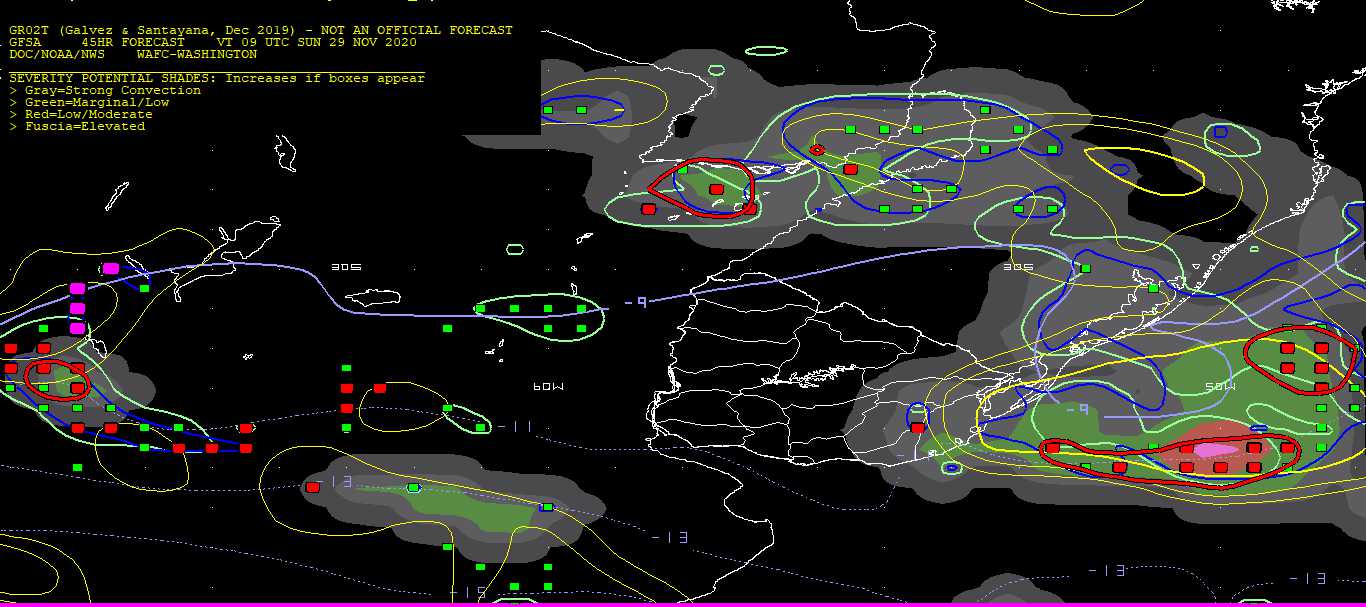 GR02T (Galvez & Santayana, Dec 2019) - NOT AN OFFICIAL FORECAST
GFSA     45HR FORECAST    VT 09 UTC SUN 29 NOV 2020
DOC/NOAA/NWS    WAFC-WASHINGTON
SEVERITY POTENTIAL SHADES: Increases if boxes appear
> Gray=Strong Convection
> Green=Marginal/Low
> Red=Low/Moderate
> Fuscia=Elevated
30S
30S
-9
60W
50W
-9
-11
-13
-13
-13
-13
-15